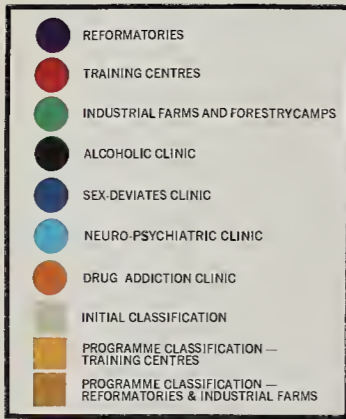 REFORMATORIES
TRAINING CENTRES
INDUSTRIAL FARMS AND FORESTRYCAMPS
ALCOHOLIC CLINIC
SEX-DEVIATES CLINIC
NEURO-PSYCHIATRIC CLINIC
DRUG ADDICTION CLINIC
INITIAL CLASSIFICATION
PROGRAMME CLASSIFICATION —
TRAINING CENTRES
PROGRAMME CLASSIFICATION —
REFORMATORIES & INDUSTRIAL FARMS